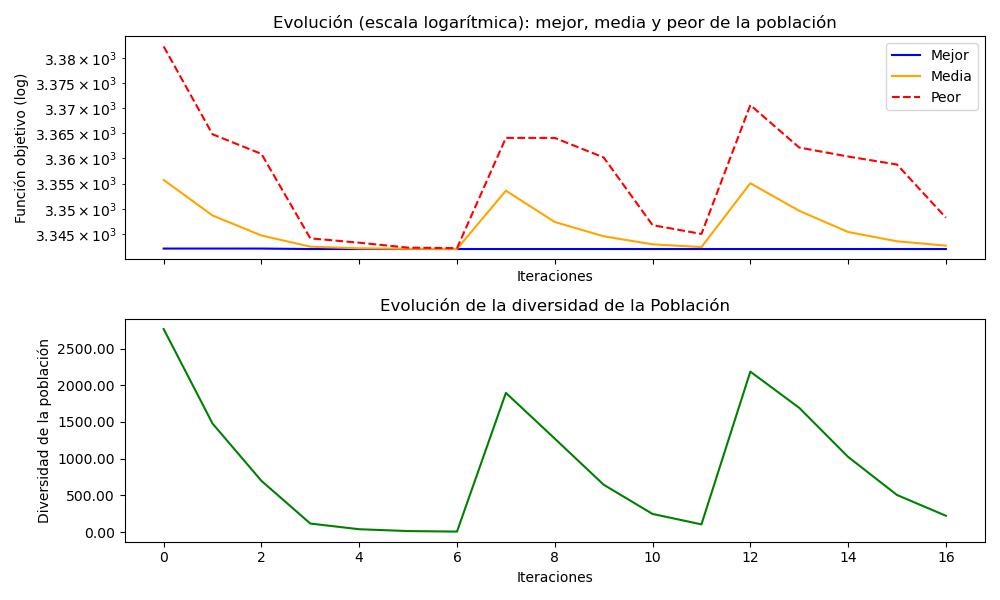 Evolución (escala logarítmica): mejor, media y peor de la población
Función objetivo (log)
3.38 × 10³
3.375 × 10³
3.37 × 10³
3.365 × 10³
3.36 × 10³
3.355 × 10³
3.35 × 10³
3.345 × 10³
Mejor
Media
Peor
Iteraciones
Evolución de la diversidad de la Población
Diversidad de la población
2500.00
2000.00
1500.00
1000.00
500.00
0.00
0 2 4 6 8 10 12 14 16
Iteraciones